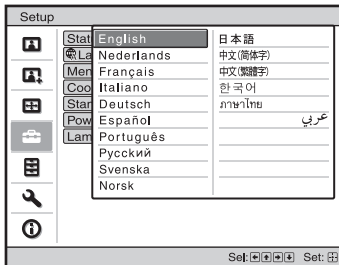 Setup
Stat
La
Men
Coo
Star
Pow
Lam
English
Nederlands
Français
Italiano
Deutsch
Español
Português
Русский
Svenska
Norsk
日本語
中文(简体字)
中文(繁體字)
한국어
ภาษาไทย
عربي
Sel: Set: